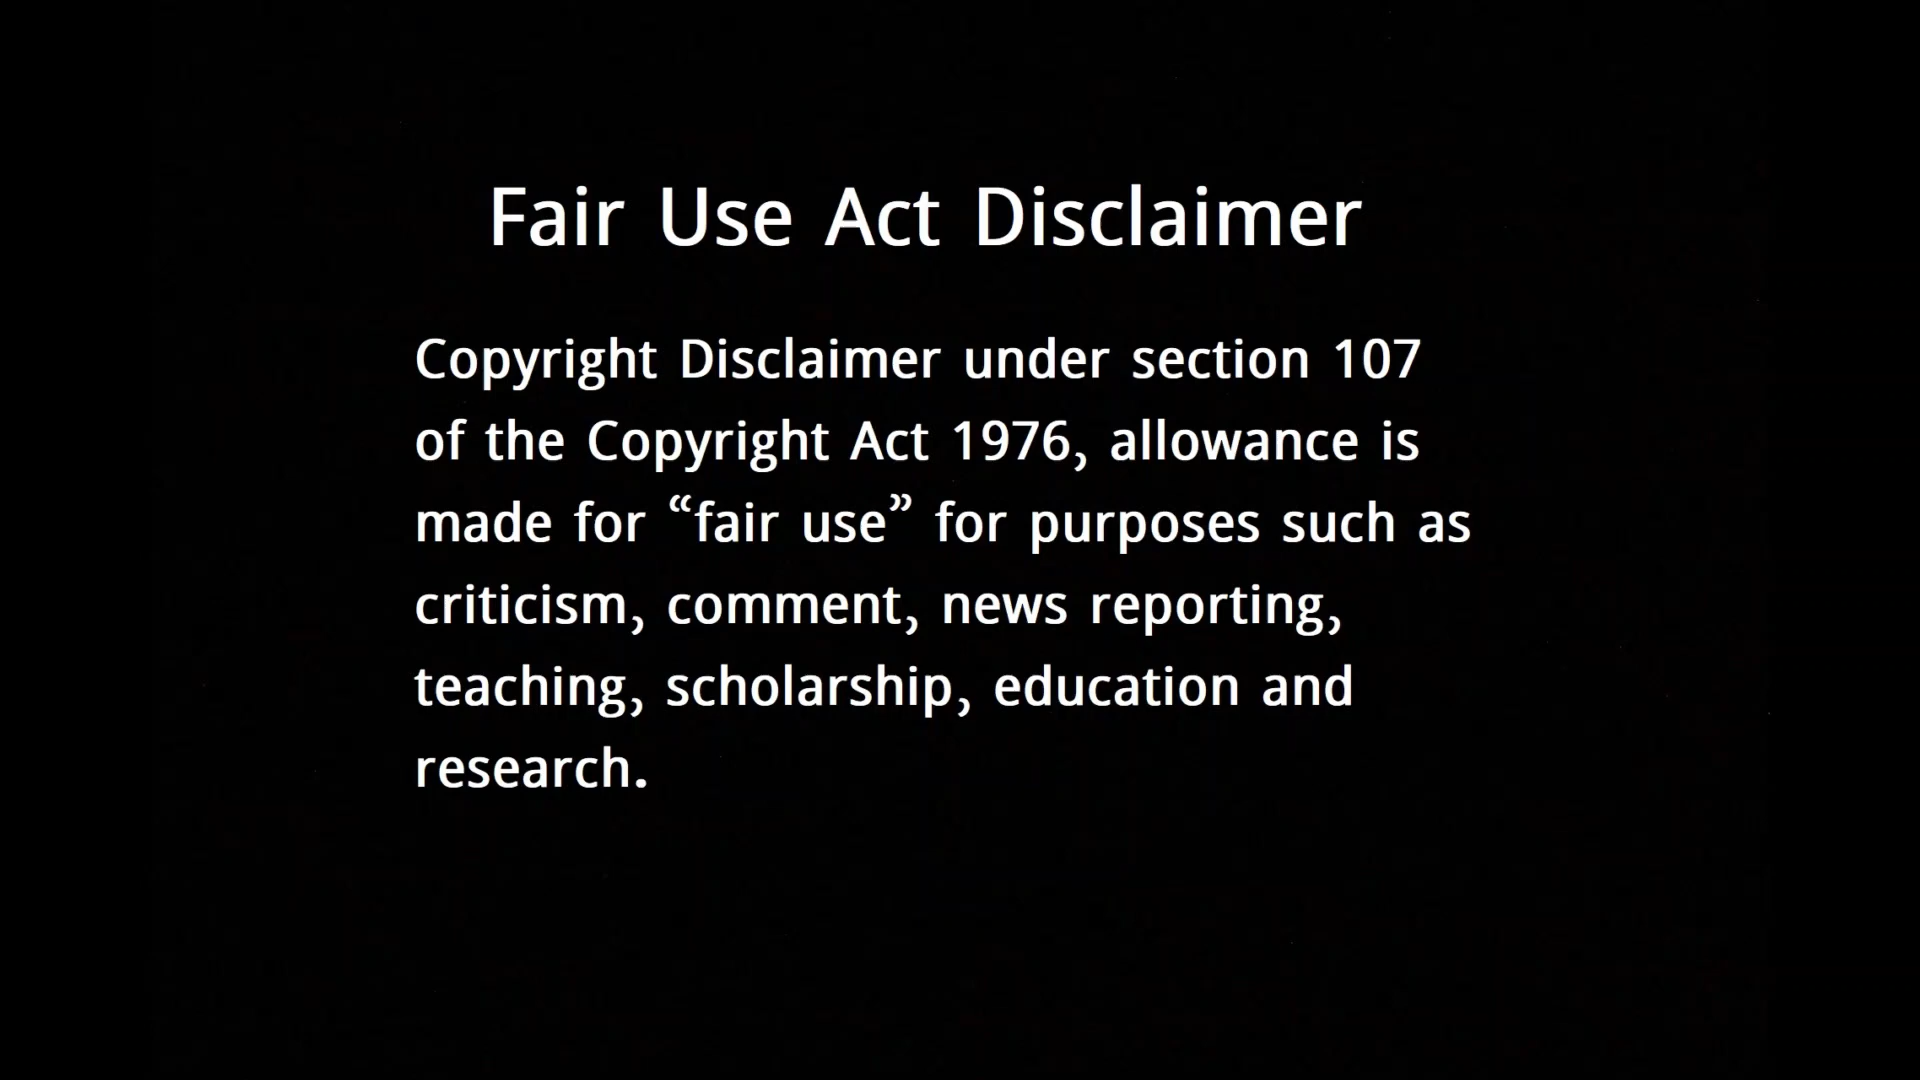 Fair Use Act Disclaimer
Copyright Disclaimer under section 107
of the Copyright Act 1976, allowance is
made for “fair use” for purposes such as
criticism, comment, news reporting,
teaching, scholarship, education and
research.